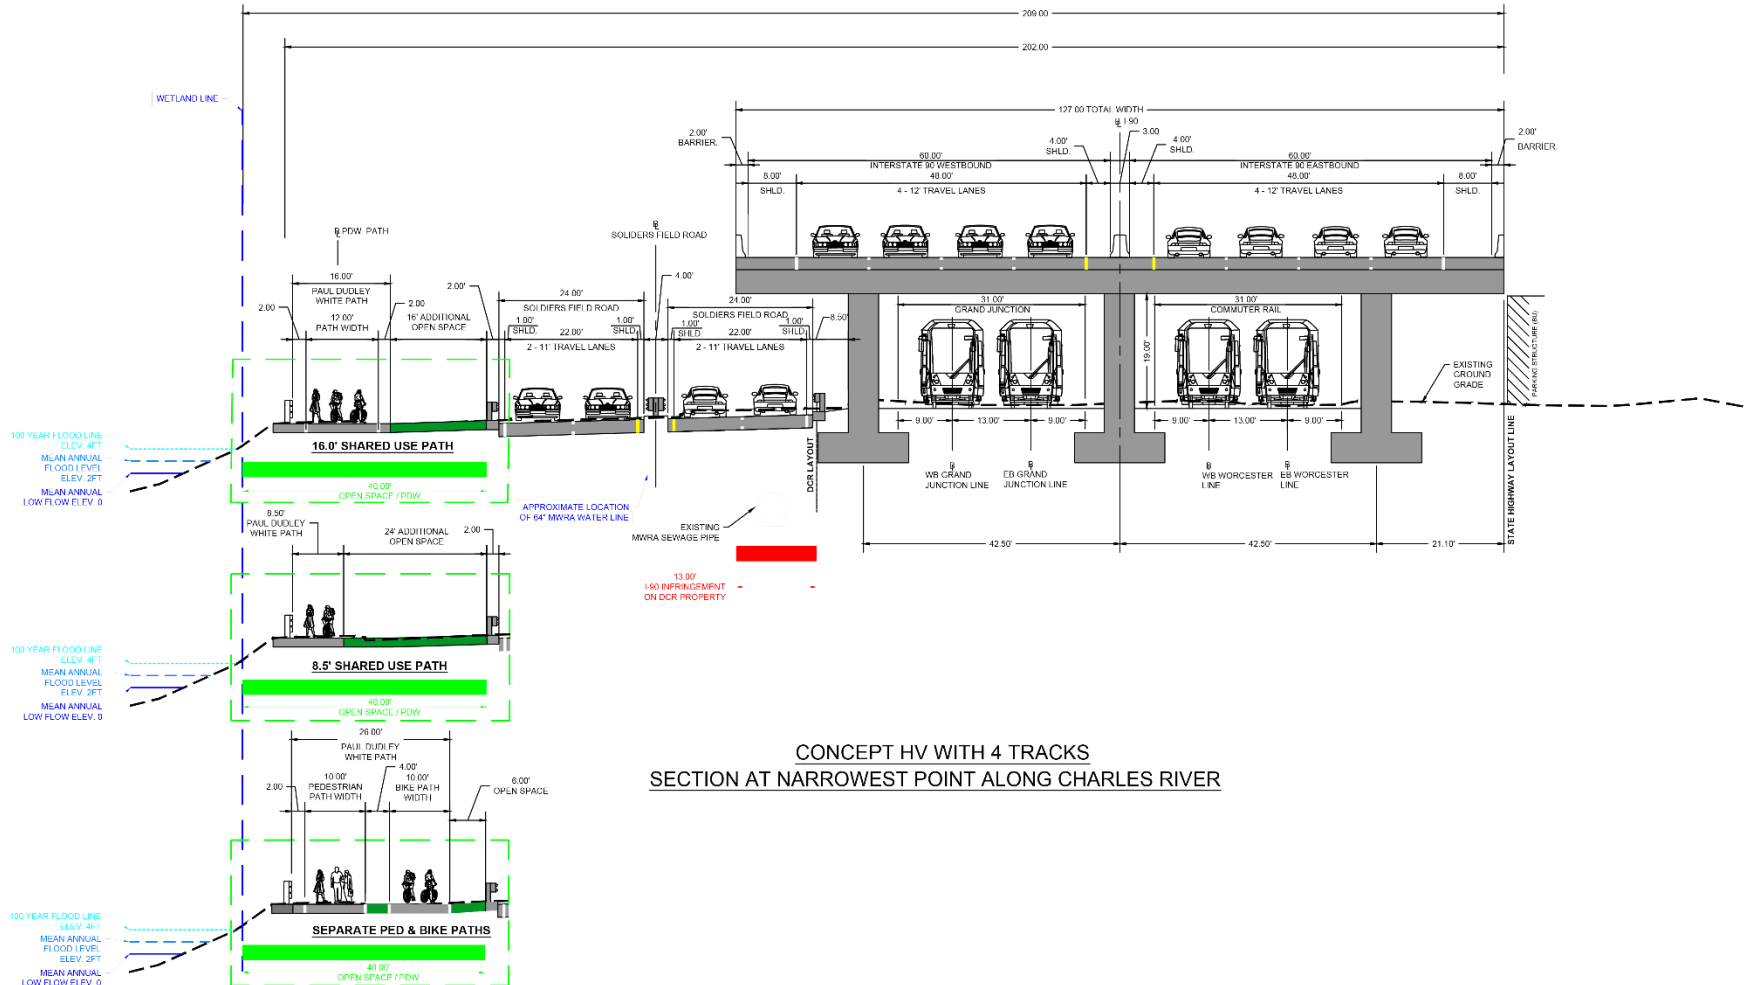 209.00
202.00
WETLAND LINE
127.00 TOTAL WIDTH
I-90
3.00
2.00'
BARRIER.
4.00'
SHLD.
4.00'
SHLD.
2.00'
BARRIER.
60.00'
INTERSTATE 90 WESTBOUND
60.00'
INTERSTATE 90 EASTBOUND
8.00'
SHLD.
48.00'
4 - 12' TRAVEL LANES
48.00'
4 - 12' TRAVEL LANES
8.00'
SHLD.
PDW PATH
SOLIDERS FIELD ROAD
16.00'
PAUL DUDLEY
WHITE PATH
2.00
12.00'
PATH WIDTH
2.00
16' ADDITIONAL
OPEN SPACE
2.00'
24.00'
SOLDIERS FIELD ROAD
4.00'
24.00'
SOLDIERS FIELD ROAD
8.50'
1.00'
SHLD.
22.00'
2 - 11' TRAVEL LANES
1.00'
SHLD.
1.00'
SHLD
22.00'
2 - 11' TRAVEL LANES
1.00'
SHLD.
31.00'
GRAND JUNCTION
31.00'
COMMUTER RAIL
19.00'
PARKING STRUCTURE (BU)
EXISTING
GROUND
GRADE
9.00'
13.00'
9.00'
9.00'
13.00'
9.00'
100 YEAR FLOOD LINE
ELEV. 4FT
MEAN ANNUAL
FLOOD LEVEL
ELEV. 2FT
MEAN ANNUAL
LOW FLOW ELEV. 0
16.0' SHARED USE PATH
40.00'
OPEN SPACE / PDW
APPROXIMATE LOCATION
OF 64" MWRA WATER LINE
DCR LAYOUT
WB GRAND
JUNCTION LINE
EB GRAND
JUNCTION LINE
WB WORCESTER
LINE
EB WORCESTER
LINE
STATE HIGHWAY LAYOUT LINE
EXISTING
MWRA SEWAGE PIPE
42.50'
42.50'
21.10'
13.00'
I-90 INFRINGEMENT
ON DCR PROPERTY
8.50'
PAUL DUDLEY
WHITE PATH
24' ADDITIONAL
OPEN SPACE
2.00
100 YEAR FLOOD LINE
ELEV. 4FT
MEAN ANNUAL
FLOOD LEVEL
ELEV. 2FT
MEAN ANNUAL
LOW FLOW ELEV. 0
8.5' SHARED USE PATH
40.00'
OPEN SPACE / PDW
26.00'
PAUL DUDLEY
WHITE PATH
2.00
10.00'
PEDESTRIAN
PATH WIDTH
4.00'
10.00'
BIKE PATH
WIDTH
6.00'
OPEN SPACE
CONCEPT HV WITH 4 TRACKS
SECTION AT NARROWEST POINT ALONG CHARLES RIVER
100 YEAR FLOOD LINE
ELEV. 4FT
MEAN ANNUAL
FLOOD LEVEL
ELEV. 2FT
MEAN ANNUAL
LOW FLOW ELEV. 0
SEPARATE PED & BIKE PATHS
40.00'
OPEN SPACE / PDW